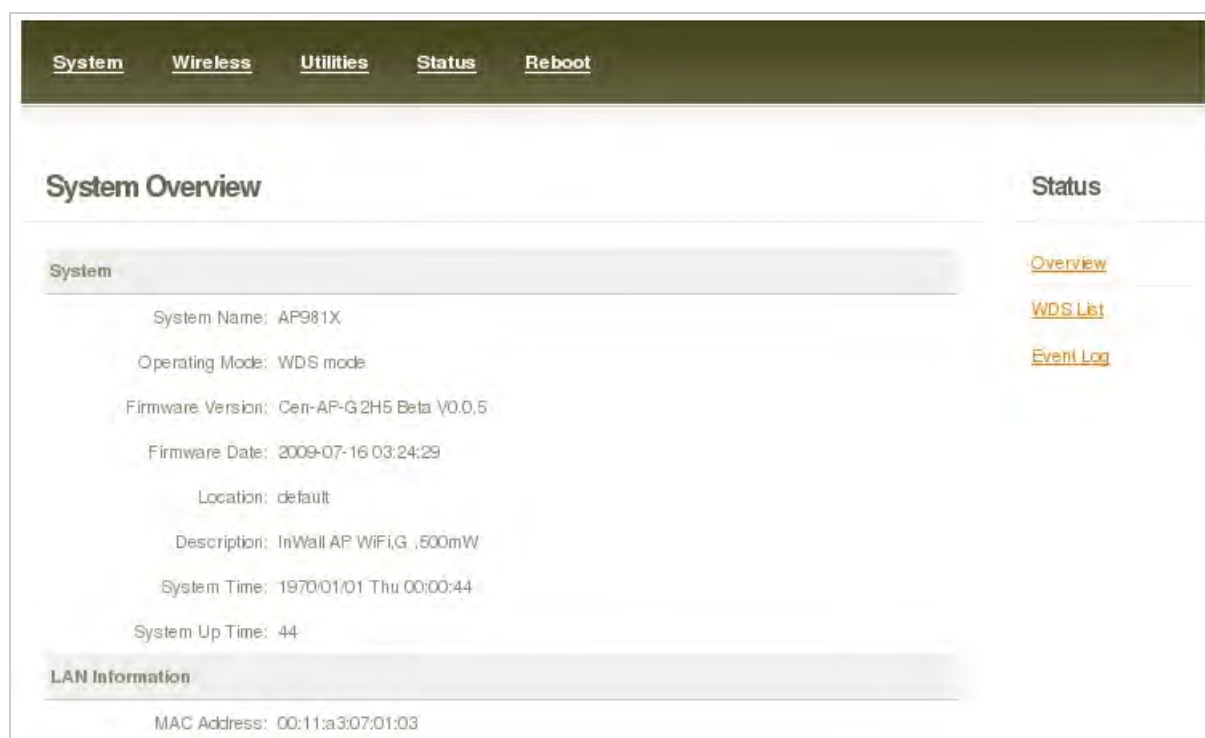 System Wireless Utilities Status Reboot
System Overview
System
System Name: AP981X
Operating Mode: WDS mode
Firmware Version: Cen-AP-G2H5 Beta V0.0.5
Firmware Date: 2009-07-16 03:24:29
Location: default
Description: InWall AP WiFi,G ,500mW
System Time: 1970/01/01 Thu 00:00:44
System Up Time: 44
LAN Information
MAC Address: 00:11:a3:07:01:03
Status
Overview
WDS List
Event Log